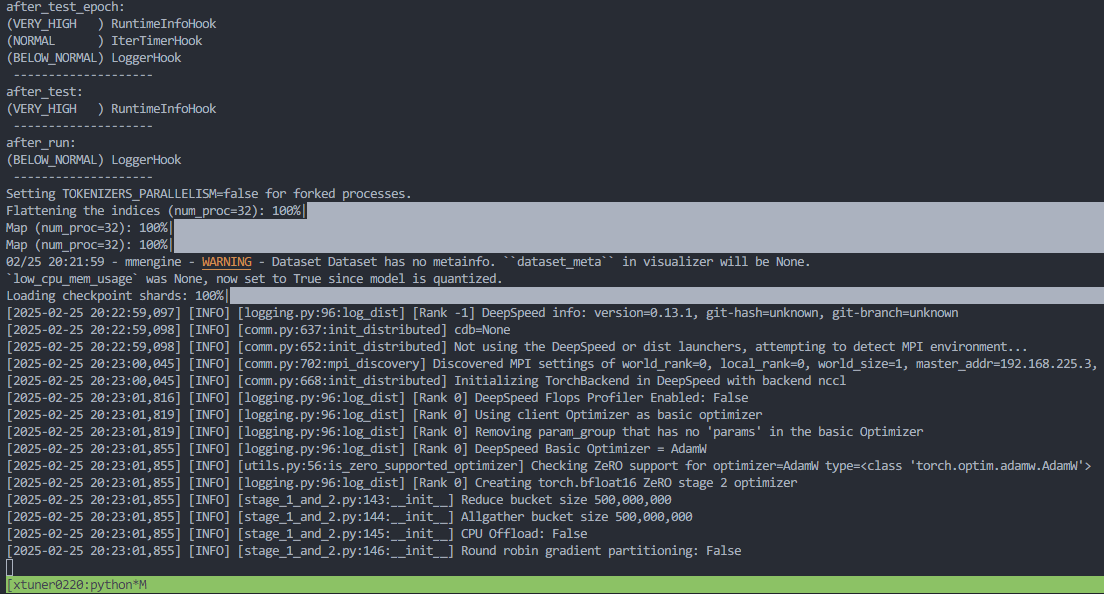 after_test_epoch:
(VERY_HIGH   ) RuntimeInfoHook
(NORMAL      ) IterTimerHook
(BELOW_NORMAL) LoggerHook
 --------------------
after_test:
(VERY_HIGH   ) RuntimeInfoHook
 --------------------
after_run:
(BELOW_NORMAL) LoggerHook
 --------------------
Setting TOKENIZERS_PARALLELISM=false for forked processes.
Flattening the indices (num_proc=32): 100%|
Map (num_proc=32): 100%|
Map (num_proc=32): 100%|
02/25 20:21:59 - mmengine - WARNING - Dataset Dataset has no metainfo. ``dataset_meta`` in visualizer will be None.
`low_cpu_mem_usage` was None, now set to True since model is quantized.
Loading checkpoint shards: 100%|
[2025-02-25 20:22:59,097] [INFO] [logging.py:96:log_dist] [Rank -1] DeepSpeed info: version=0.13.1, git-hash=unknown, git-branch=unknown
[2025-02-25 20:22:59,098] [INFO] [comm.py:637:init_distributed] cdb=None
[2025-02-25 20:22:59,098] [INFO] [comm.py:652:init_distributed] Not using the DeepSpeed or dist launchers, attempting to detect MPI environment...
[2025-02-25 20:23:00,045] [INFO] [comm.py:702:mpi_discovery] Discovered MPI settings of world_rank=0, local_rank=0, world_size=1, master_addr=192.168.225.3,
[2025-02-25 20:23:00,045] [INFO] [comm.py:668:init_distributed] Initializing TorchBackend in DeepSpeed with backend nccl
[2025-02-25 20:23:01,816] [INFO] [logging.py:96:log_dist] [Rank 0] DeepSpeed Flops Profiler Enabled: False
[2025-02-25 20:23:01,819] [INFO] [logging.py:96:log_dist] [Rank 0] Using client Optimizer as basic optimizer
[2025-02-25 20:23:01,819] [INFO] [logging.py:96:log_dist] [Rank 0] Removing param_group that has no 'params' in the basic Optimizer
[2025-02-25 20:23:01,855] [INFO] [logging.py:96:log_dist] [Rank 0] DeepSpeed Basic Optimizer = AdamW
[2025-02-25 20:23:01,855] [INFO] [utils.py:56:is_zero_supported_optimizer] Checking ZeRO support for optimizer=AdamW type=<class 'torch.optim.adamw.AdamW'>
[2025-02-25 20:23:01,855] [INFO] [logging.py:96:log_dist] [Rank 0] Creating torch.bfloat16 ZeRO stage 2 optimizer
[2025-02-25 20:23:01,855] [INFO] [stage_1_and_2.py:143:__init__] Reduce bucket size 500,000,000
[2025-02-25 20:23:01,855] [INFO] [stage_1_and_2.py:144:__init__] Allgather bucket size 500,000,000
[2025-02-25 20:23:01,855] [INFO] [stage_1_and_2.py:145:__init__] CPU Offload: False
[2025-02-25 20:23:01,855] [INFO] [stage_1_and_2.py:146:__init__] Round robin gradient partitioning: False
[xtuner0220:python*M